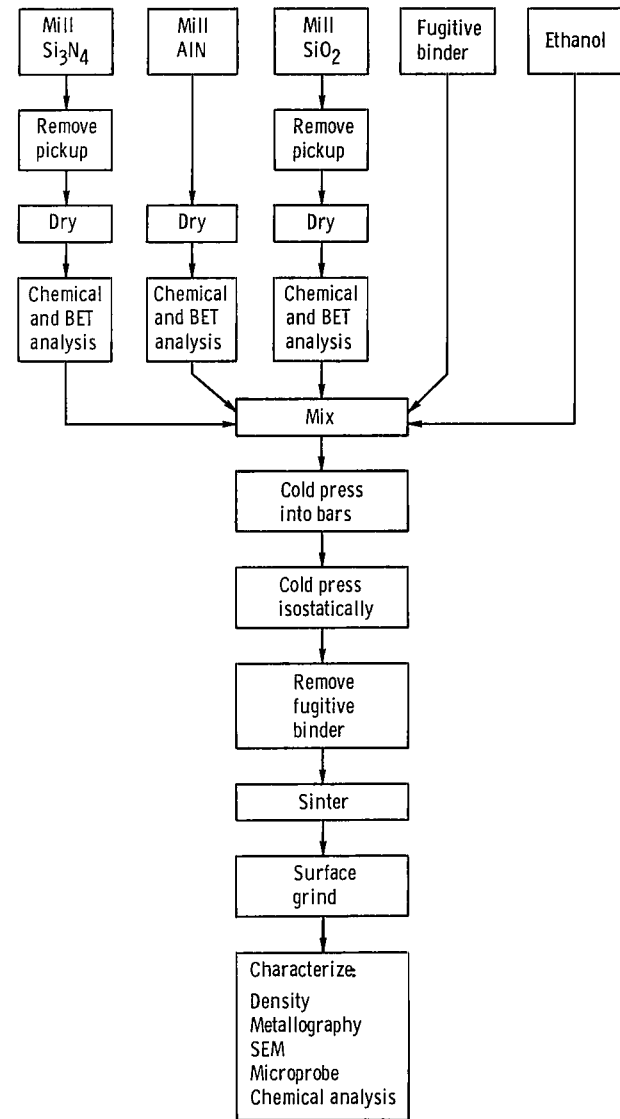 Mill
Si3N4
Mill
AlN
Mill
SiO2
Fugitive
binder
Ethanol
Remove
pickup
Remove
pickup
Dry
Dry
Dry
Chemical
and BET
analysis
Chemical
and BET
analysis
Chemical
and BET
analysis
Mix
Cold press
into bars
Cold press
isostatically
Remove
fugitive
binder
Sinter
Surface
grind
Characterize:
Density
Metallography
SEM
Microprobe
Chemical analysis